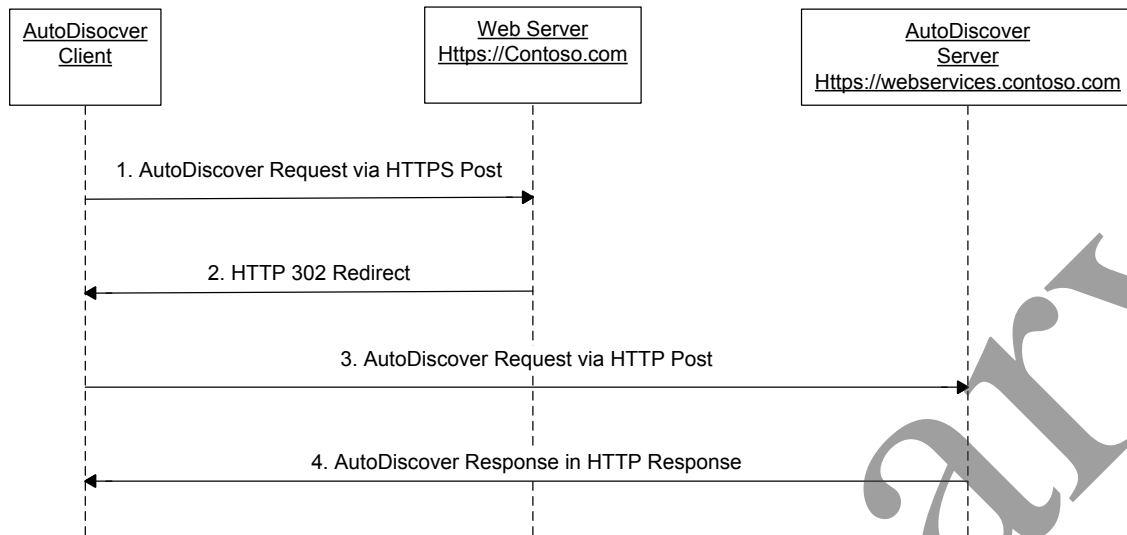 AutoDisocver
Client
Web Server
Https://Contoso.com
AutoDiscover
Server
Https://webservices.contoso.com
1. AutoDiscover Request via HTTPS Post
2. HTTP 302 Redirect
3. AutoDiscover Request via HTTP Post
4. AutoDiscover Response in HTTP Response